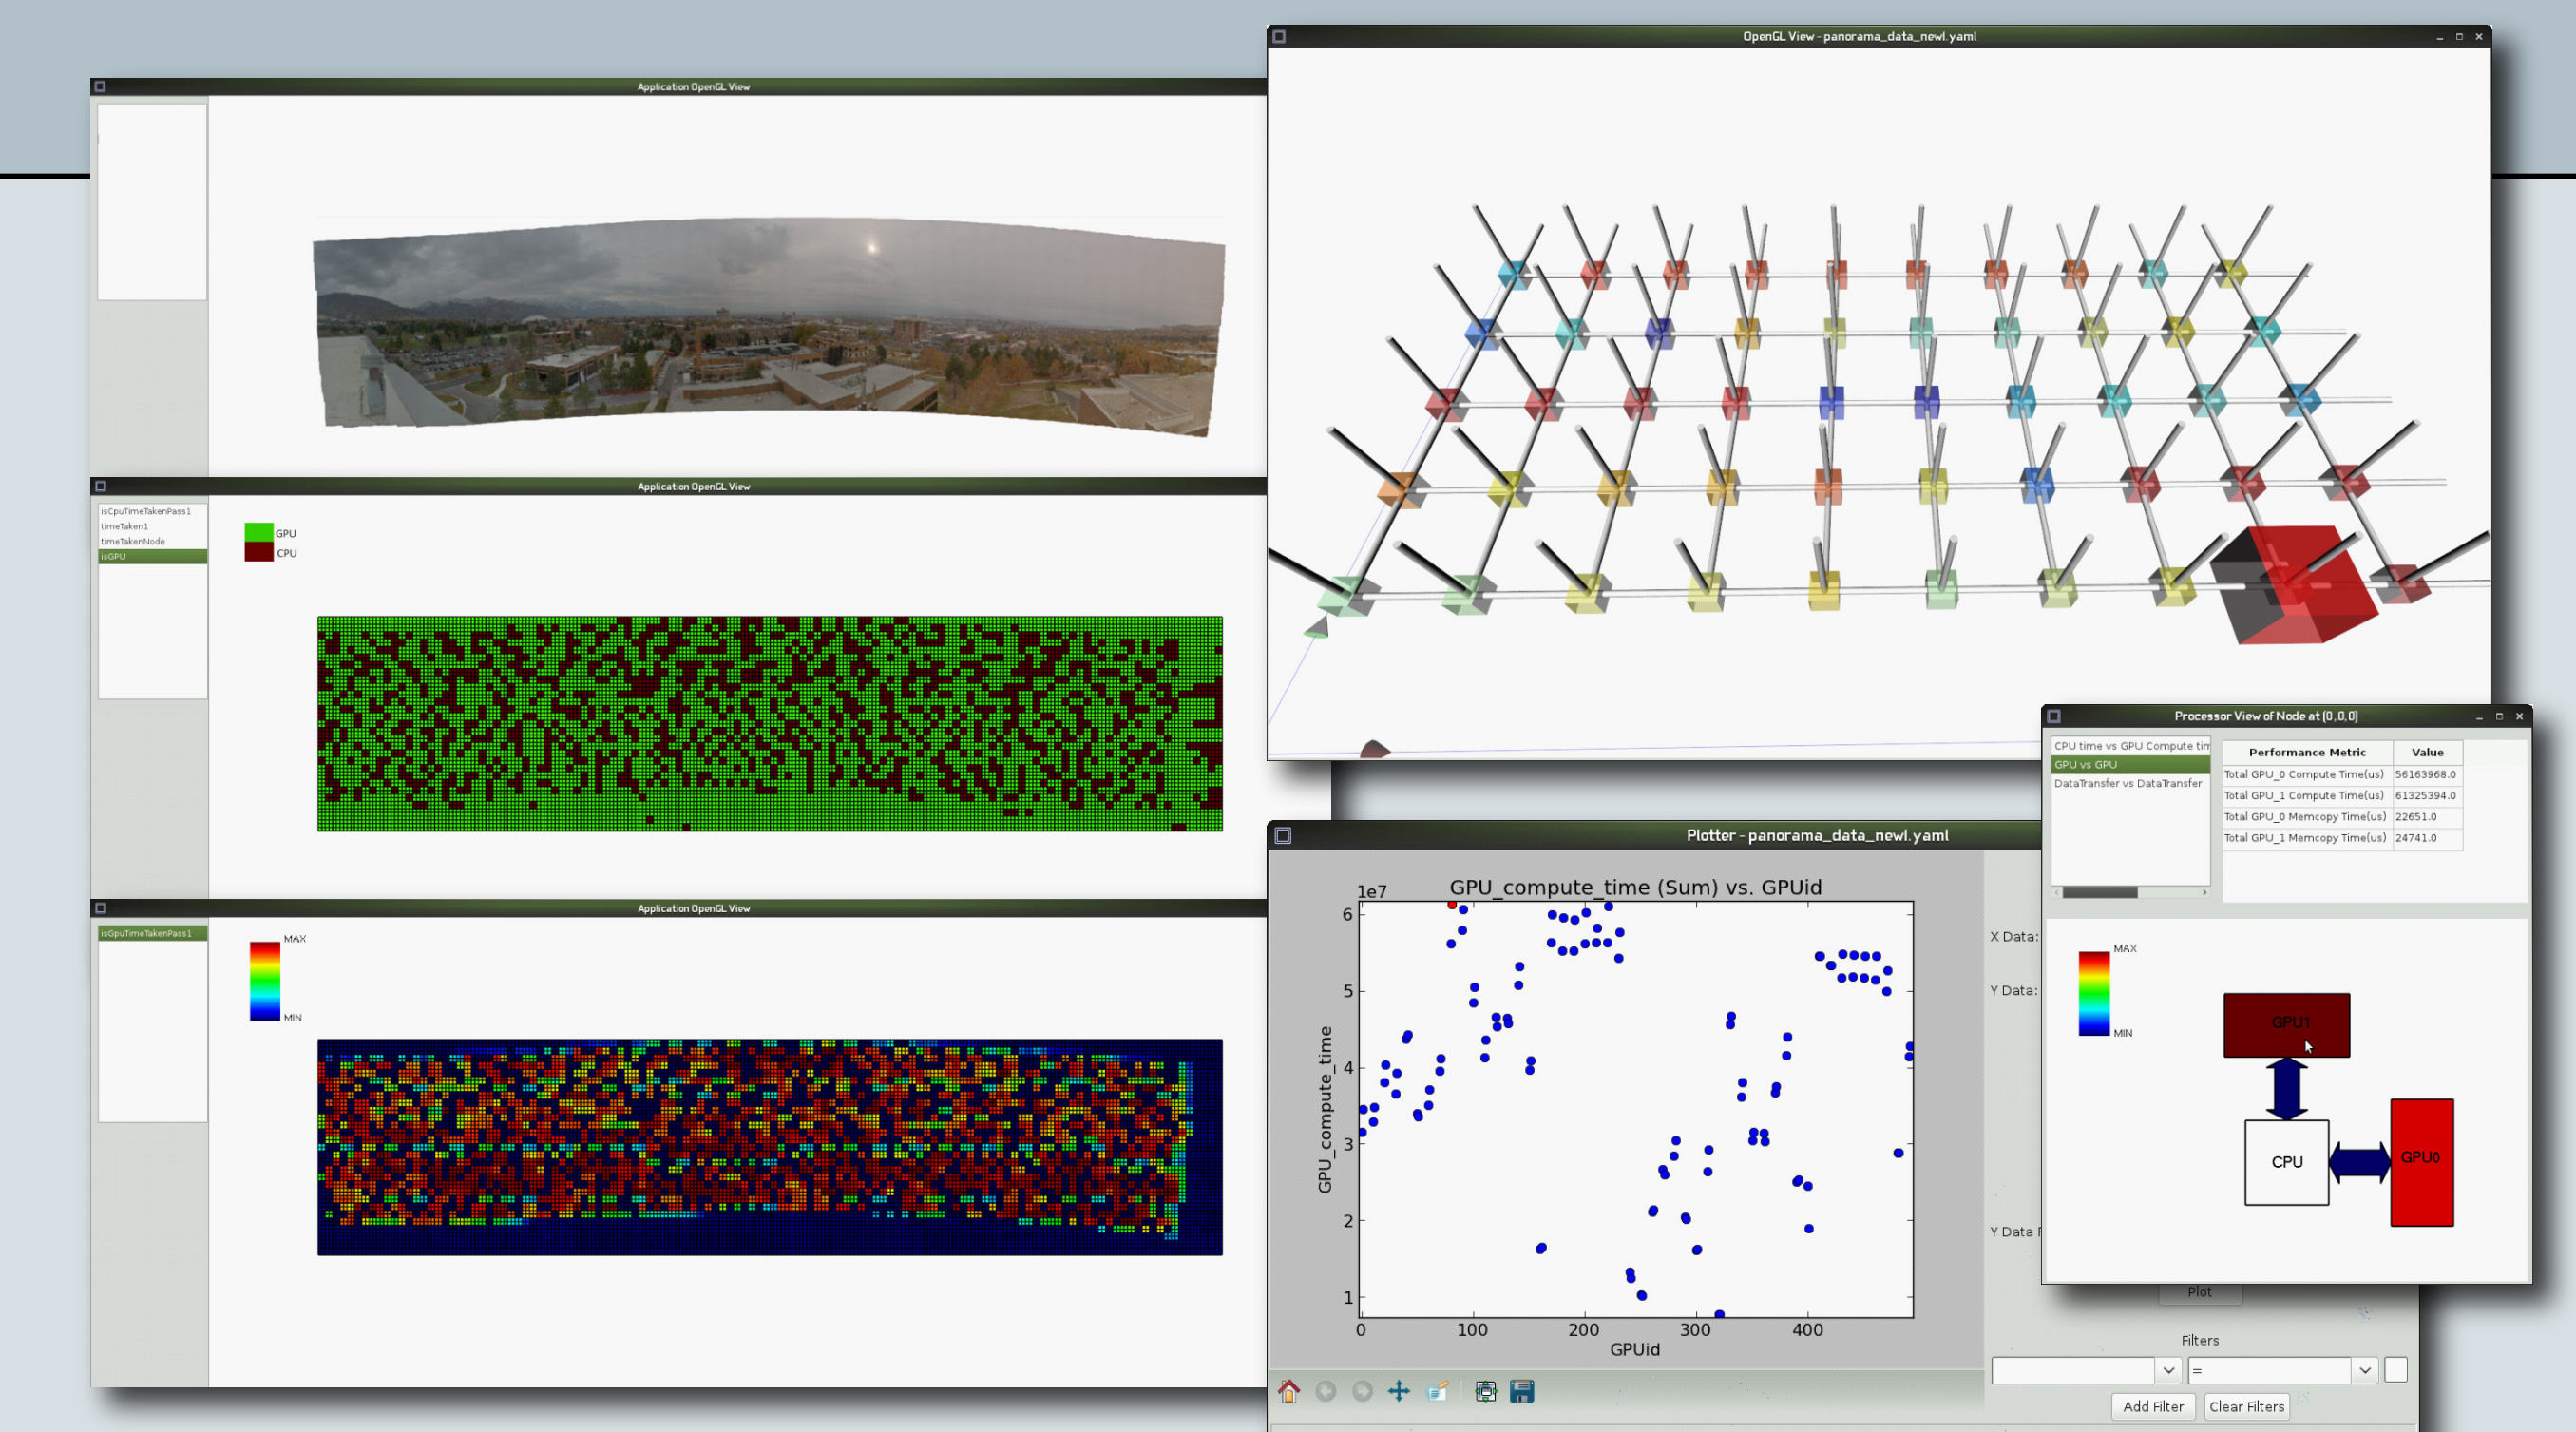 Application OpenGL View
Application OpenGL View
isCpuTimeTakenPass1
timeTaken1
timeTakenNode
isGPU
GPU
CPU
Application OpenGL View
isGpuTimeTakenPass1
MAX
MIN
OpenGL View - panorama_data_newl.yaml
Processor View of Node at (8,0,0)
CPU time vs GPU Compute tim
GPU vs GPU
DataTransfer vs DataTransfer
Performance Metric Value
Total GPU_0 Compute Time(us) 56163968.0
Total GPU_1 Compute Time(us) 61325394.0
Total GPU_0 Memcopy Time(us) 22651.0
Total GPU_1 Memcopy Time(us) 24741.0
MAX
MIN
GPU1
CPU
GPU0
Plotter - panorama_data_newl.yaml
GPU_compute_time (Sum) vs. GPUid
1e7
6
5
4
3
2
1
GPU_compute_time
0 100 200 300 400
GPUid
X Data:
Y Data:
Y Data
Plot
Filters
=
Add Filter
Clear Filters